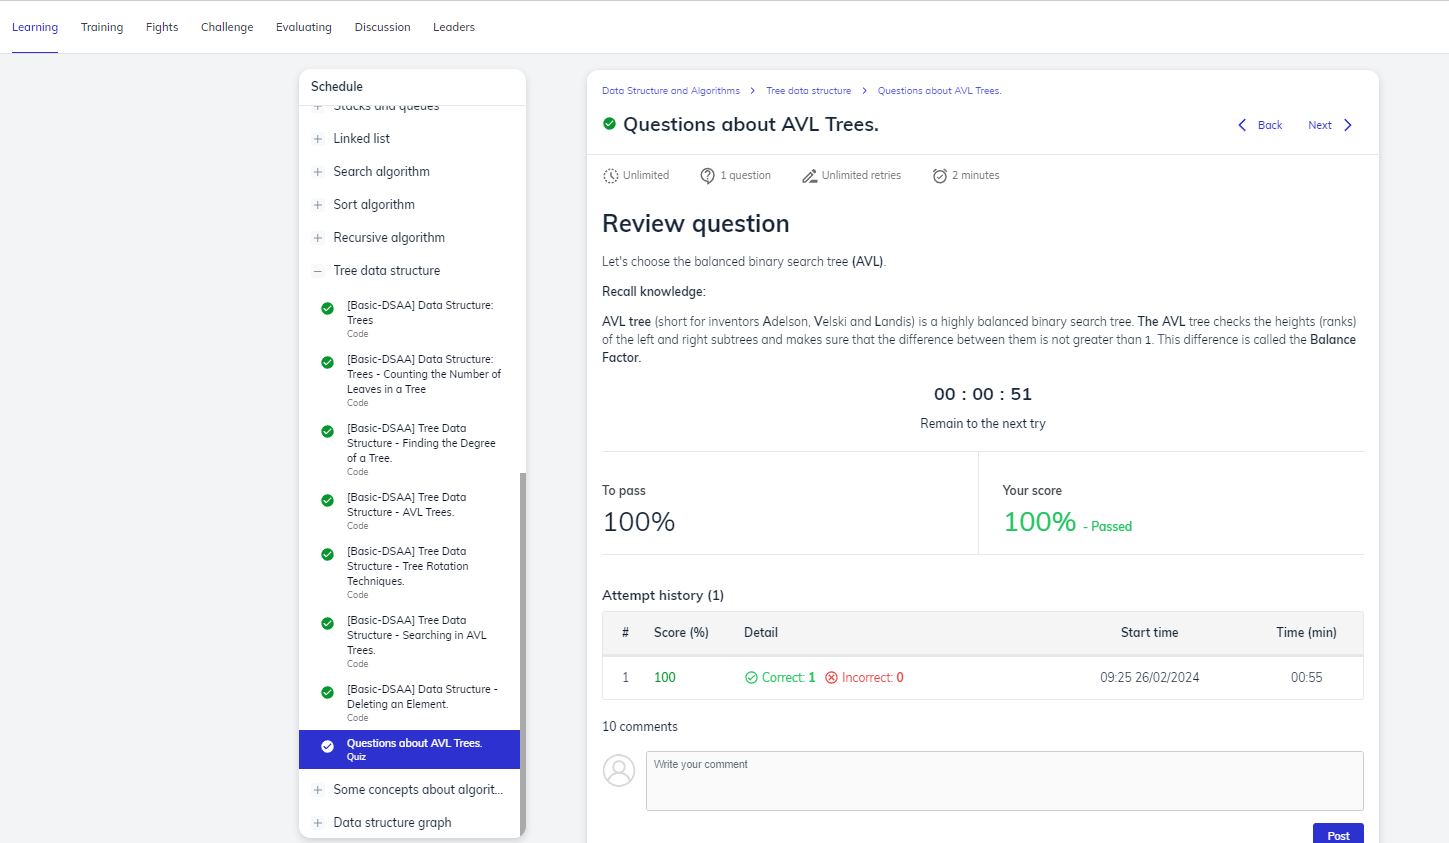 Learning Training Fights Challenge Evaluating Discussion Leaders
Schedule
Stacks and queues
Linked list
Search algorithm
Sort algorithm
Recursive algorithm
Tree data structure
[Basic-DSAA] Data Structure:
Trees
Code
[Basic-DSAA] Data Structure:
Trees - Counting the Number of
Leaves in a Tree
Code
[Basic-DSAA] Tree Data
Structure - Finding the Degree
of a Tree.
Code
[Basic-DSAA] Tree Data
Structure - AVL Trees.
Code
[Basic-DSAA] Tree Data
Structure - Tree Rotation
Techniques.
Code
[Basic-DSAA] Tree Data
Structure - Searching in AVL
Trees.
Code
[Basic-DSAA] Data Structure -
Deleting an Element.
Code
Questions about AVL Trees.
Quiz
Some concepts about algorit...
Data structure graph
Data Structure and Algorithms > Tree data structure > Questions about AVL Trees.
Questions about AVL Trees.
Back Next
Unlimited 1 question Unlimited retries 2 minutes
Review question
Let's choose the balanced binary search tree (AVL).
Recall knowledge:
AVL tree (short for inventors Adelson, Velski and Landis) is a highly balanced binary search tree. The AVL tree checks the heights (ranks)
of the left and right subtrees and makes sure that the difference between them is not greater than 1. This difference is called the Balance
Factor.
00 : 00 : 51
Remain to the next try
To pass
100%
Your score
100% - Passed
Attempt history (1)
# Score (%) Detail Start time Time (min)
1 100 Correct: 1 Incorrect: 0 09:25 26/02/2024 00:55
10 comments
Write your comment
Post